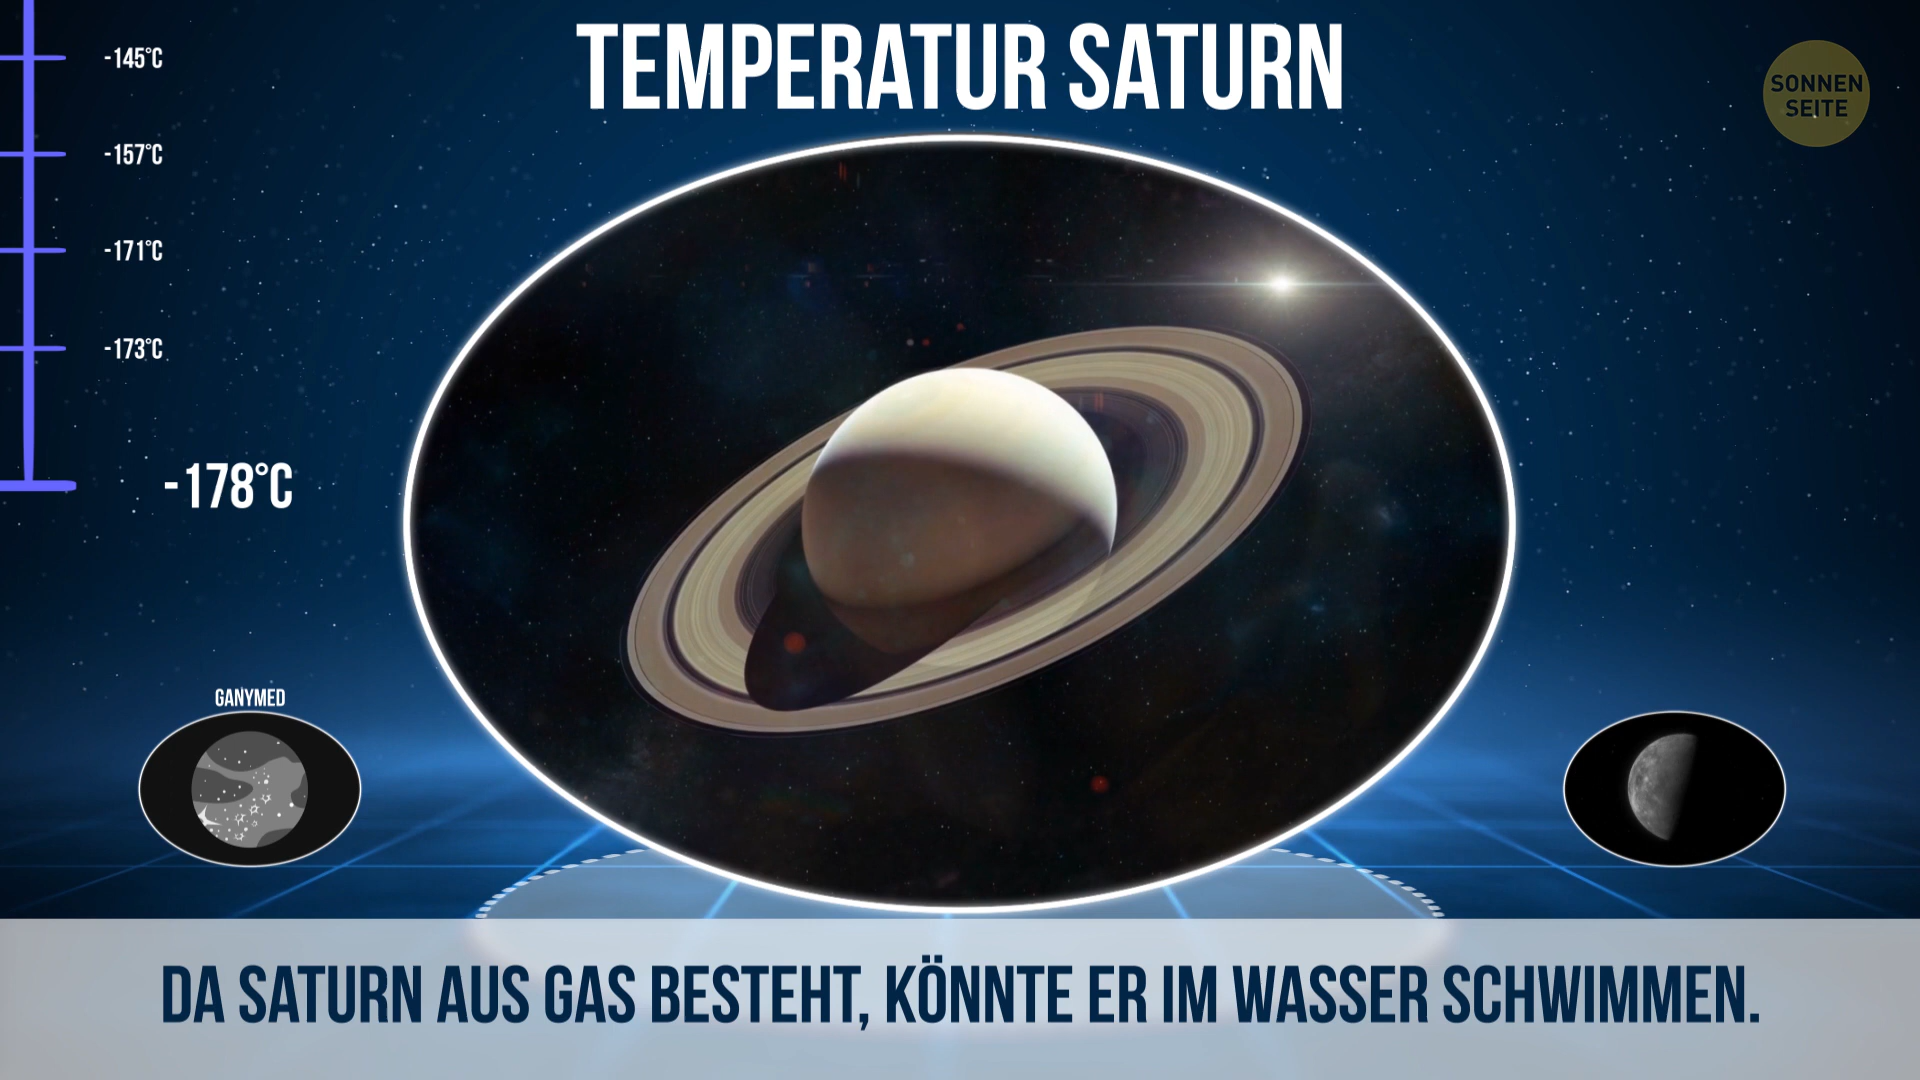 TEMPERATUR SATURN
SONNEN
SEITE
-145°C
-157°C
-171°C
-173°C
-178°C
GANYMED
DA SATURN AUS GAS BESTEHT, KÖNNTE ER IM WASSER SCHWIMMEN.